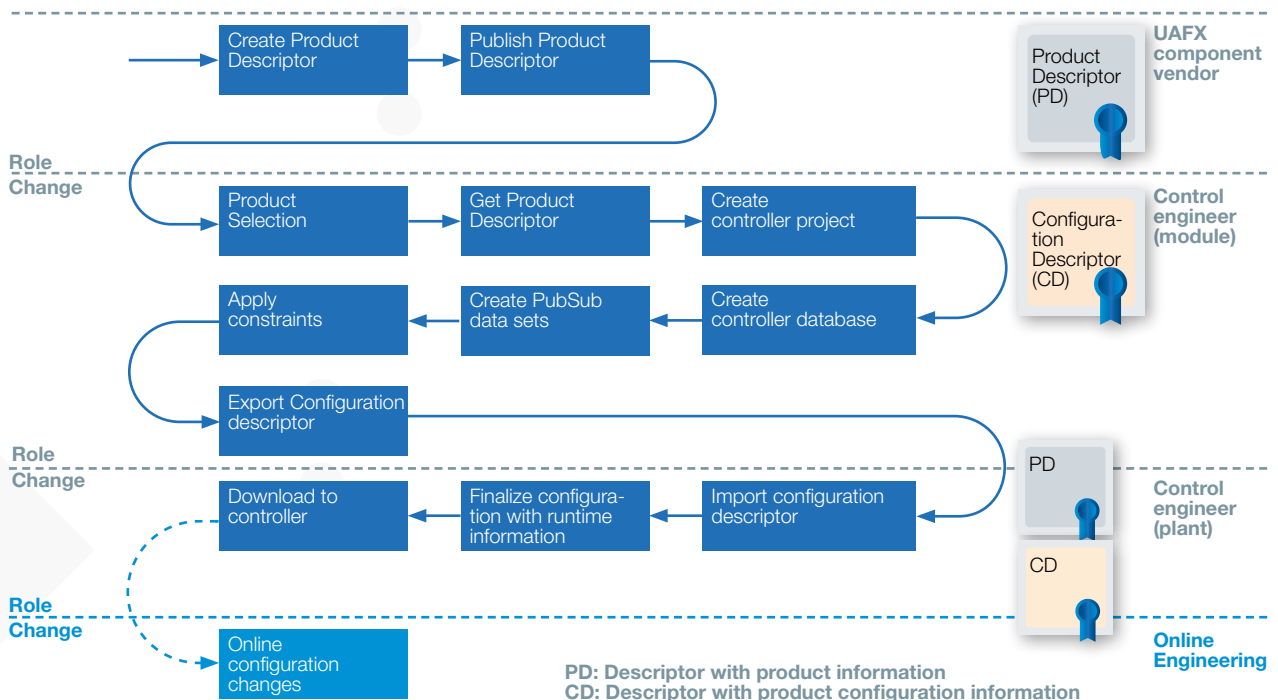 Create Product
Descriptor
Publish Product
Descriptor
Product
Descriptor
(PD)
UAFX
component
vendor
Role
Change
Product
Selection
Get Product
Descriptor
Create
controller project
Configura-
tion
Descriptor
(CD)
Control
engineer
(module)
Apply
constraints
Create PubSub
data sets
Create
controller database
Export Configuration
descriptor
Role
Change
Download to
controller
Finalize configura-
tion with runtime
information
Import configuration
descriptor
PD
CD
Control
engineer
(plant)
Role
Change
Online
configuration
changes
Online
Engineering
PD: Descriptor with product information
CD: Descriptor with product configuration information